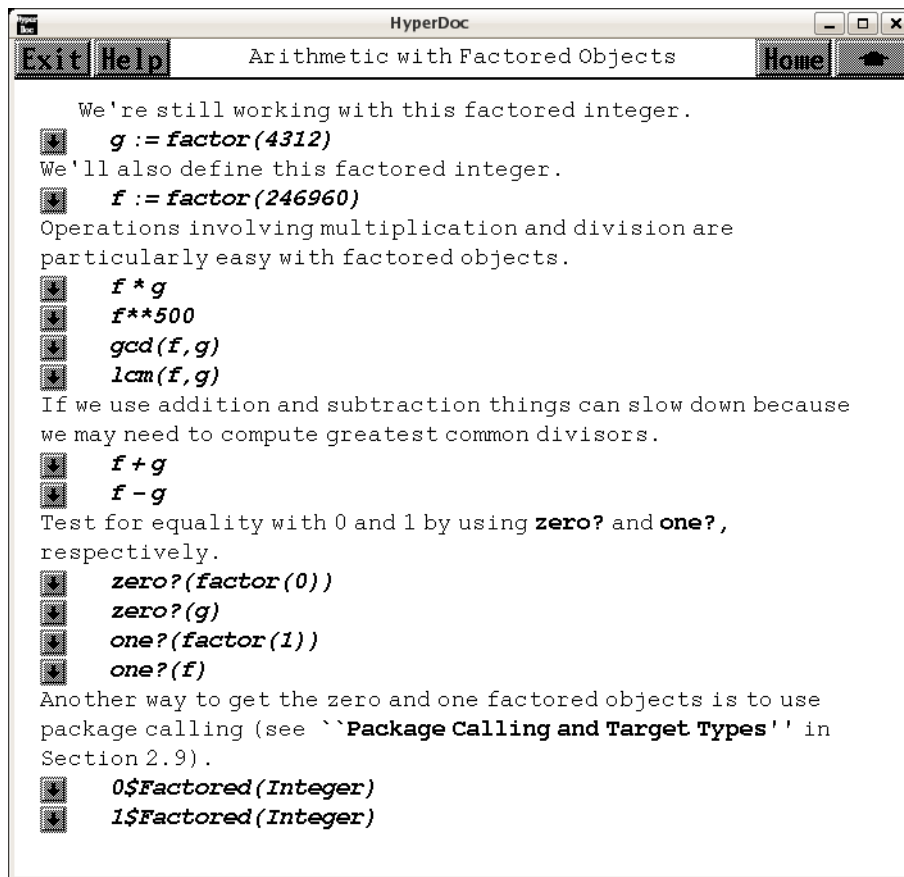 Hyper Doc
HyperDoc
Exit Help Arithmetic with Factored Objects Home
We're still working with this factored integer.
g := factor(4312)
We'll also define this factored integer.
f := factor(246960)
Operations involving multiplication and division are
particularly easy with factored objects.
f * g
f**500
gcd(f,g)
lcm(f,g)
If we use addition and subtraction things can slow down because
we may need to compute greatest common divisors.
f + g
f - g
Test for equality with 0 and 1 by using zero? and one?,
respectively.
zero?(factor(0))
zero?(g)
one?(factor(1))
one?(f)
Another way to get the zero and one factored objects is to use
package calling (see ``Package Calling and Target Types'' in
Section 2.9).
0$Factored(Integer)
1$Factored(Integer)